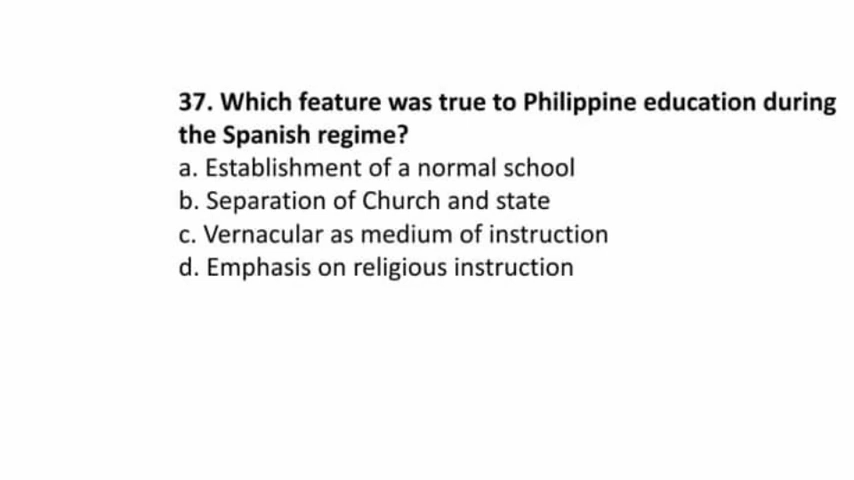 37. Which feature was true to Philippine education during
the Spanish regime?
a. Establishment of a normal school
b. Separation of Church and state
c. Vernacular as medium of instruction
d. Emphasis on religious instruction